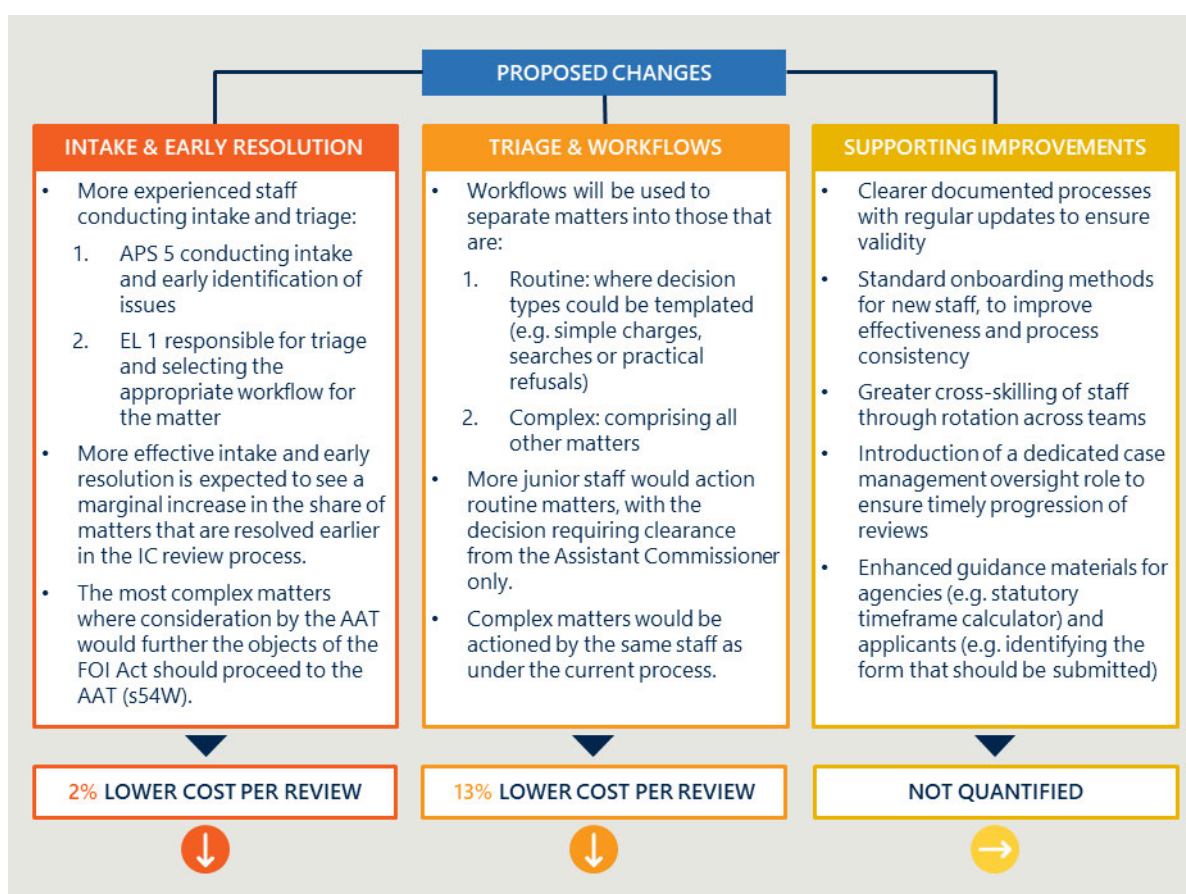 PROPOSED CHANGES
INTAKE & EARLY RESOLUTION
• More experienced staff
conducting intake and triage:
1. APS 5 conducting intake
and early identification of
issues
2. EL 1 responsible for triage
and selecting the
appropriate workflow for
the matter
• More effective intake and early
resolution is expected to see a
marginal increase in the share of
matters that are resolved earlier
in the IC review process.
• The most complex matters
where consideration by the AAT
would further the objects of the
FOI Act should proceed to the
AAT (s54W).
2% LOWER COST PER REVIEW
TRIAGE & WORKFLOWS
• Workflows will be used to
separate matters into those that
are:
1. Routine: where decision
types could be templated
(e.g. simple charges,
searches or practical
refusals)
2. Complex: comprising all
other matters
• More junior staff would action
routine matters, with the
decision requiring clearance
from the Assistant Commissioner
only.
• Complex matters would be
actioned by the same staff as
under the current process.
13% LOWER COST PER REVIEW
SUPPORTING IMPROVEMENTS
• Clearer documented processes
with regular updates to ensure
validity
• Standard onboarding methods
for new staff, to improve
effectiveness and process
consistency
• Greater cross-skilling of staff
through rotation across teams
• Introduction of a dedicated case
management oversight role to
ensure timely progression of
reviews
• Enhanced guidance materials for
agencies (e.g. statutory
timeframe calculator) and
applicants (e.g. identifying the
form that should be submitted)
NOT QUANTIFIED